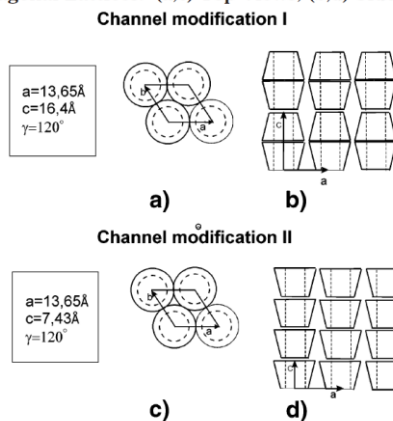 Channel modification I
a=13,65Å
c=16,4Å
γ=120°
b
a
c
a
a)
b)
Channel modification II
a=13,65Å
c=7,43Å
γ=120°
b
a
c
a
c)
d)